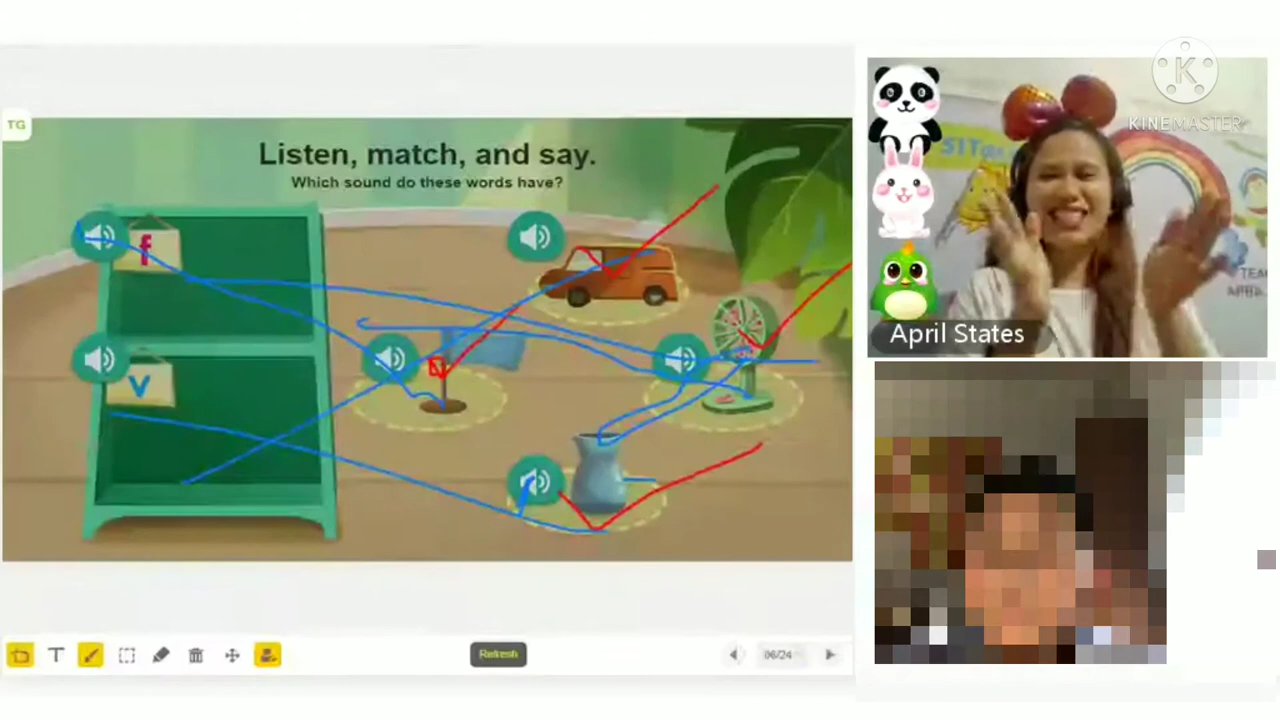 TG
Listen, match, and say.
Which sound do these words have?
f
v
T
Refresh
06/24
K
KINEMASTER
April States